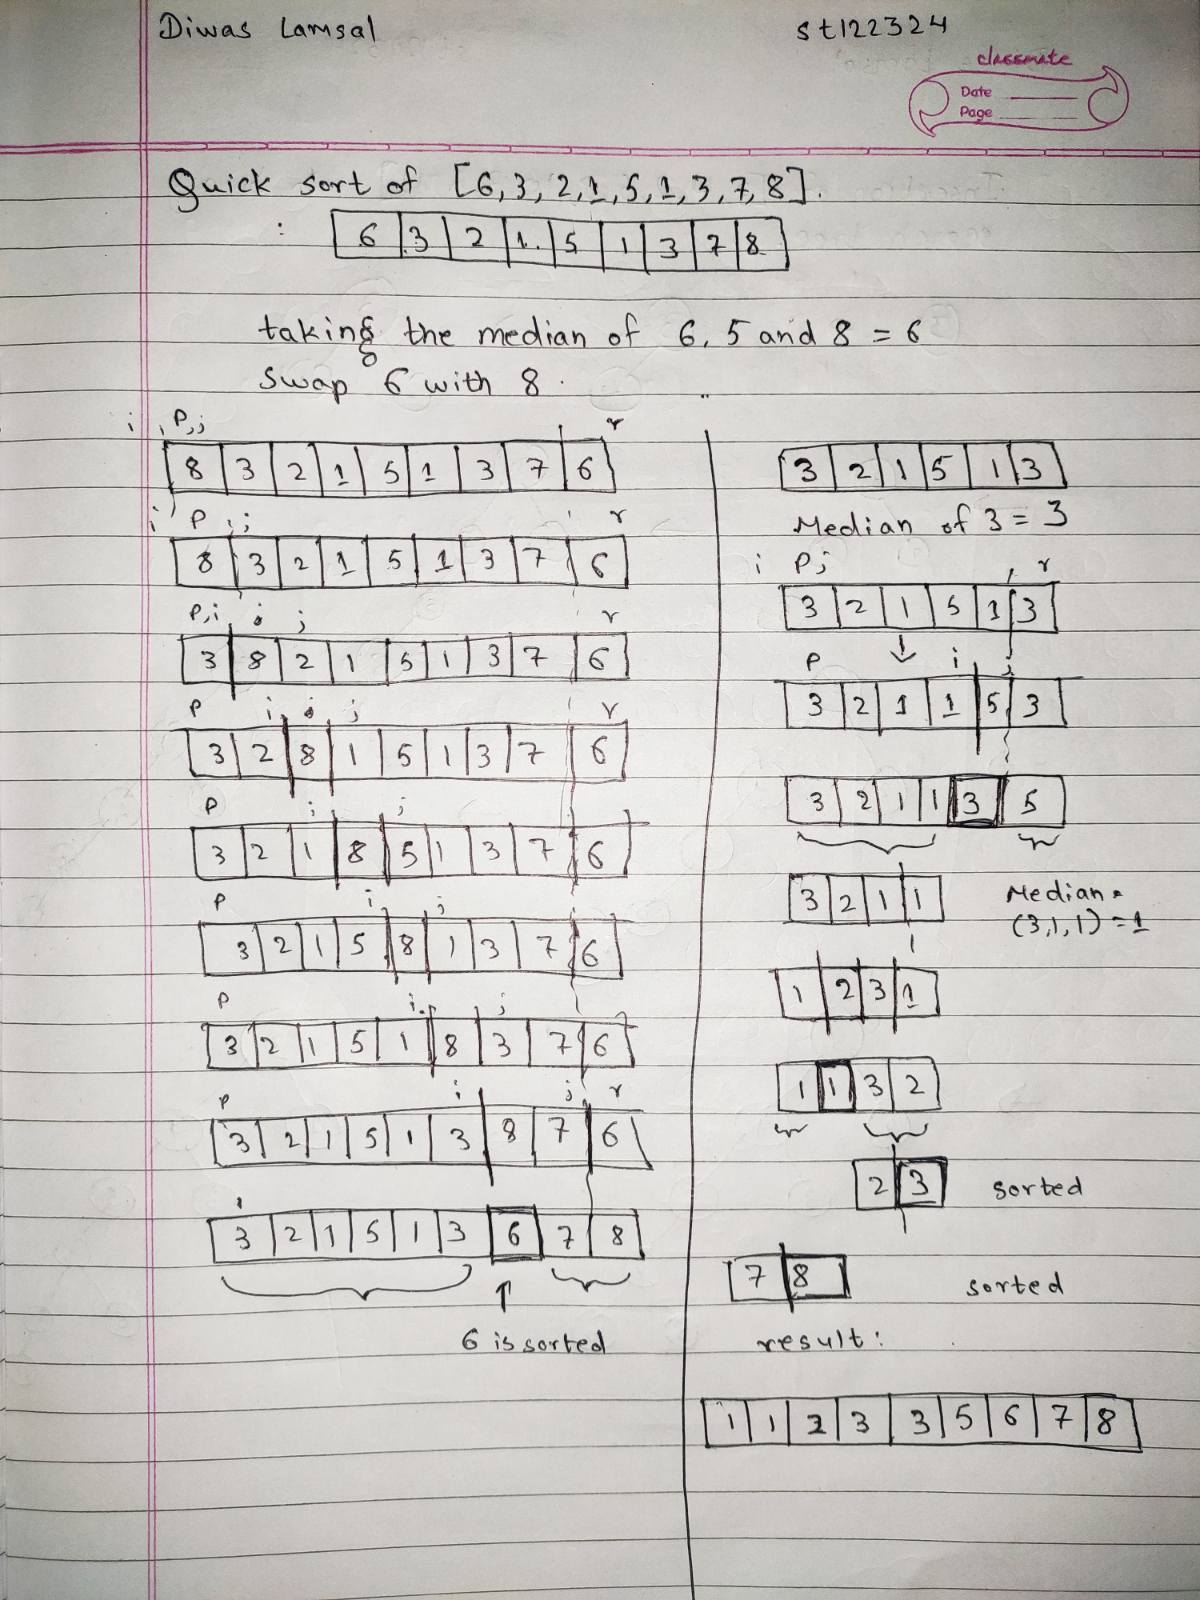 Diwas Lamsal st122324
classmate
Date
Page
Quick sort of [6,3,2,1,5,1,3,7,8].
: 6 3 2 1 5 1 3 7 8
taking the median of 6, 5 and 8 = 6
swap 6 with 8.
i P,j r
8 3 2 1 5 1 3 7 6
i P j r
8 3 2 1 5 1 3 7 6
P,i j r
3 8 2 1 5 1 3 7 6
P i j r
3 2 8 1 5 1 3 7 6
P i j
3 2 1 8 5 1 3 7 6
P i j
3 2 1 5 8 1 3 7 6
P i j
3 2 1 5 1 8 3 7 6
P i j r
3 2 1 5 1 3 8 7 6
3 2 1 5 1 3 6 7 8
↑
6 is sorted
3 2 1 5 1 3
Median of 3 = 3
i P j r
3 2 1 5 1 3
↓
P i j
3 2 1 1 5 3
3 2 1 1 3 5
3 2 1 1 Median =
(3,1,1) = 1
1 2 3 1
1 1 3 2
2 3 sorted
7 8 sorted
result:
1 1 2 3 3 5 6 7 8